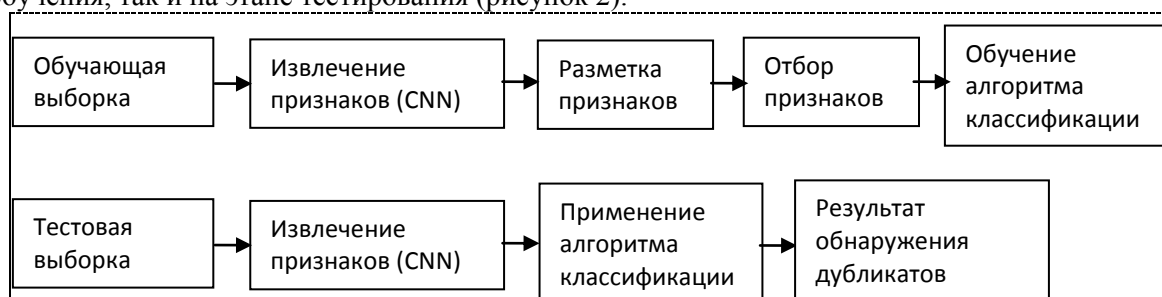 обучения, так и на этапе тестирования (рисунок 2).
Обучающая
выборка
Извлечение
признаков (CNN)
Разметка
признаков
Отбор
признаков
Обучение
алгоритма
классификации
Тестовая
выборка
Извлечение
признаков (CNN)
Применение
алгоритма
классификации
Результат
обнаружения
дубликатов